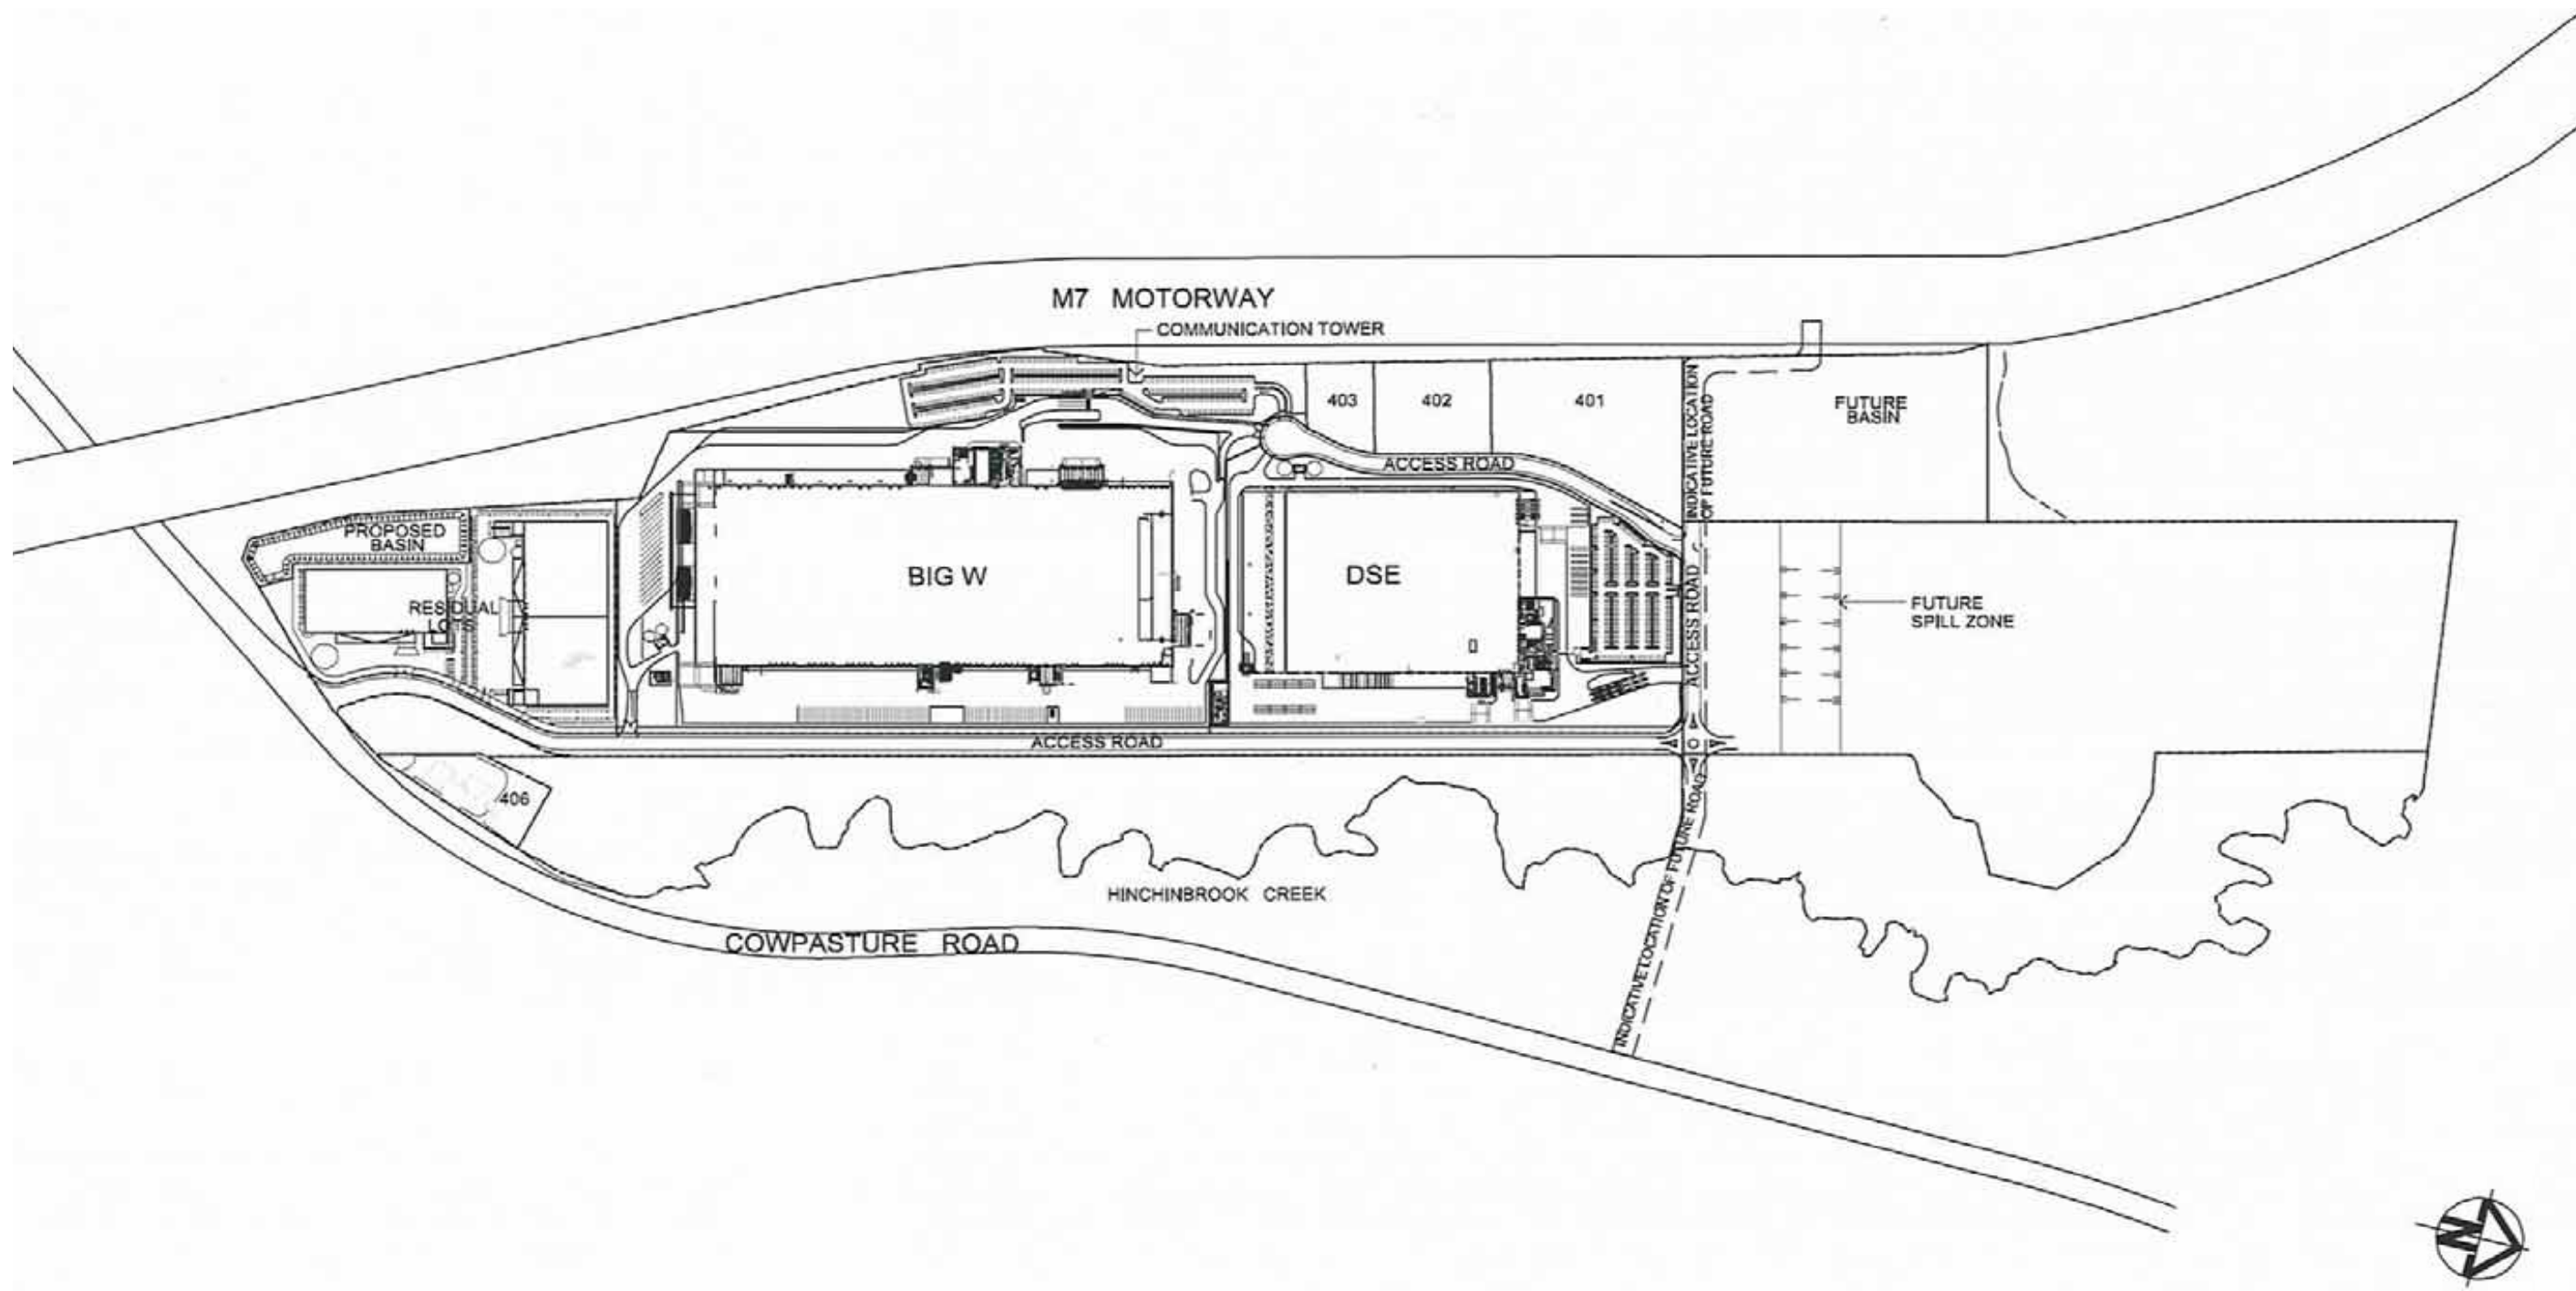 M7 MOTORWAY
COMMUNICATION TOWER
403
402
401
INDICATIVE LOCATION
OF FUTURE ROAD
FUTURE
BASIN
ACCESS ROAD
PROPOSED
BASIN
BIG W
DSE
RESIDUAL
LOTS
ACCESS ROAD
FUTURE
SPILL ZONE
ACCESS ROAD
406
INDICATIVE LOCATION OF FUTURE ROAD
HINCHINBROOK CREEK
COWPASTURE ROAD
N